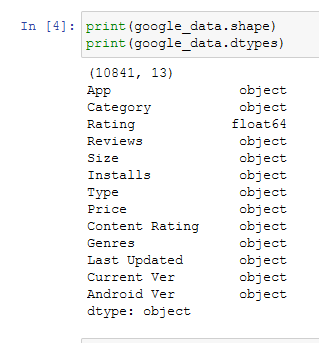 In [4]: print(google_data.shape)
print(google_data.dtypes)
(10841, 13)
App object
Category object
Rating float64
Reviews object
Size object
Installs object
Type object
Price object
Content Rating object
Genres object
Last Updated object
Current Ver object
Android Ver object
dtype: object